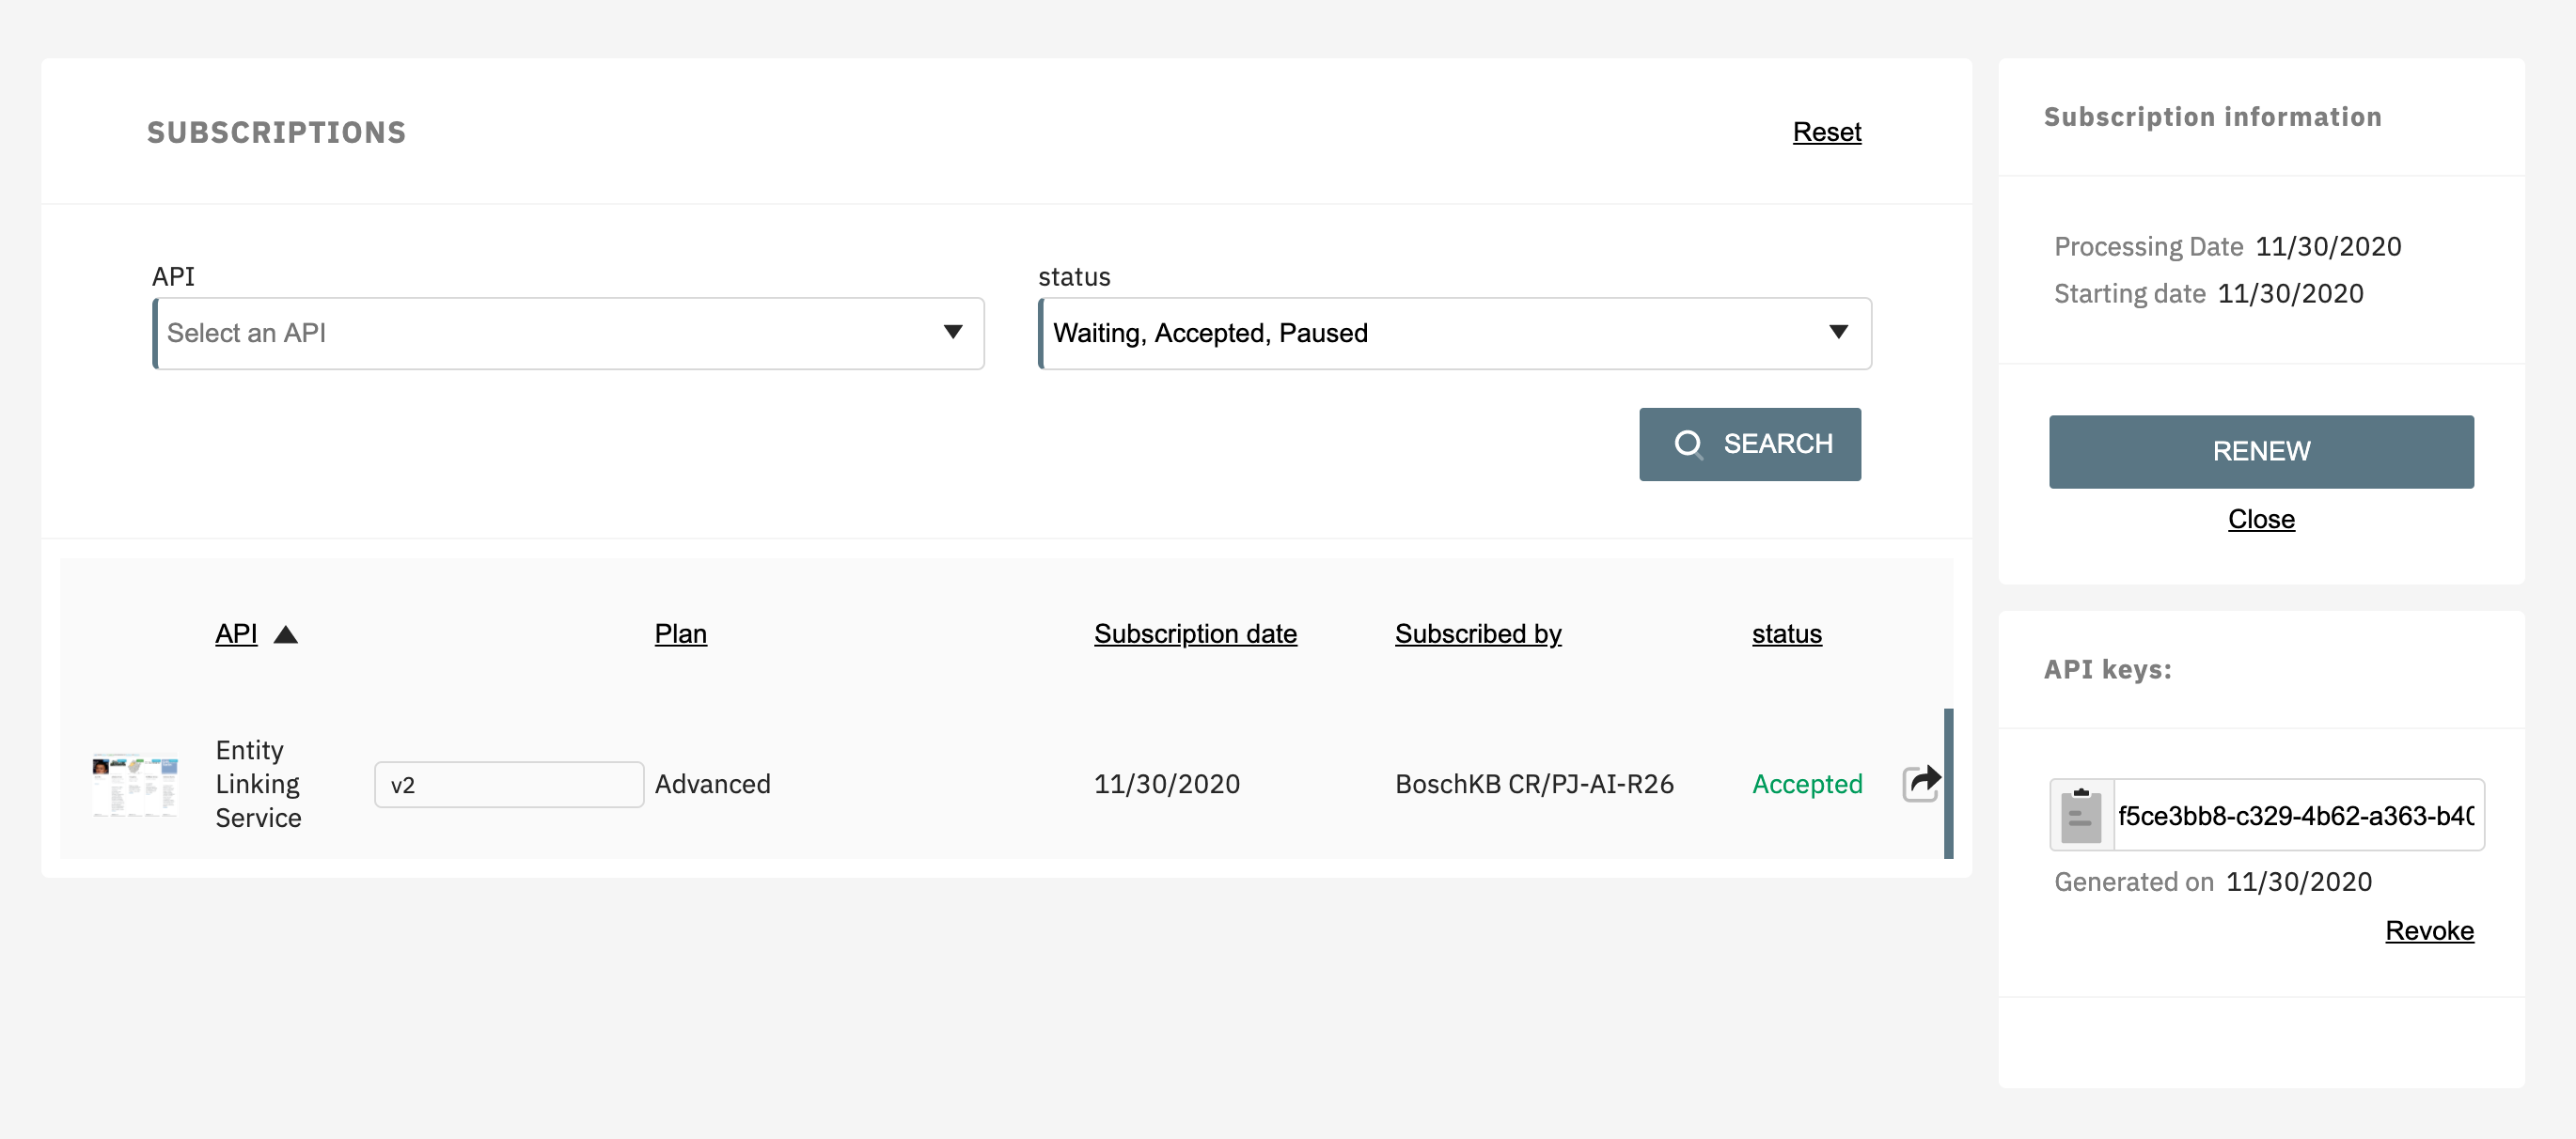 SUBSCRIPTIONS
Reset
API
status
Select an API
Waiting, Accepted, Paused
SEARCH
API
Plan
Subscription date
Subscribed by
status
Entity
Linking
Service
v2
Advanced
11/30/2020
BoschKB CR/PJ-AI-R26
Accepted
Subscription information
Processing Date 11/30/2020
Starting date 11/30/2020
RENEW
Close
API keys:
f5ce3bb8-c329-4b62-a363-b40
Generated on 11/30/2020
Revoke